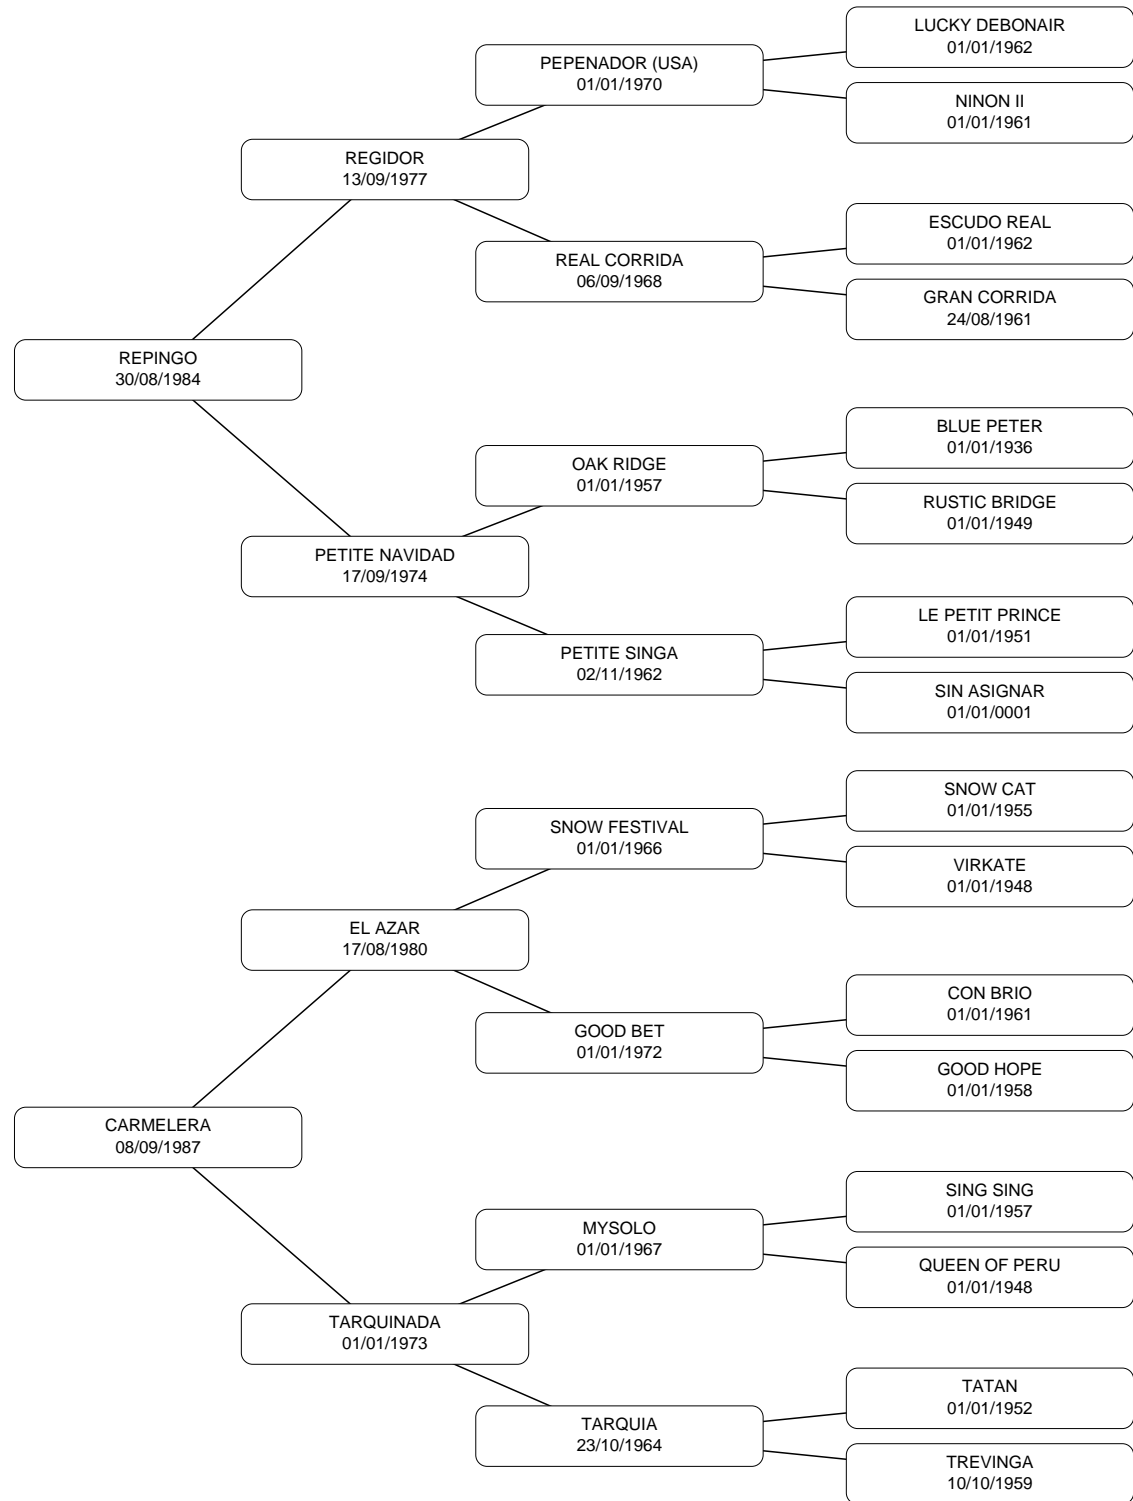 LUCKY DEBONAIR
01/01/1962
PEPENADOR (USA)
01/01/1970
NINON II
01/01/1961
REGIDOR
13/09/1977
ESCUDO REAL
01/01/1962
REAL CORRIDA
06/09/1968
GRAN CORRIDA
24/08/1961
REPINGO
30/08/1984
BLUE PETER
01/01/1936
OAK RIDGE
01/01/1957
RUSTIC BRIDGE
01/01/1949
PETITE NAVIDAD
17/09/1974
LE PETIT PRINCE
01/01/1951
PETITE SINGA
02/11/1962
SIN ASIGNAR
01/01/0001
SNOW CAT
01/01/1955
SNOW FESTIVAL
01/01/1966
VIRKATE
01/01/1948
EL AZAR
17/08/1980
CON BRIO
01/01/1961
GOOD BET
01/01/1972
GOOD HOPE
01/01/1958
CARMELERA
08/09/1987
SING SING
01/01/1957
MYSOLO
01/01/1967
QUEEN OF PERU
01/01/1948
TARQUINADA
01/01/1973
TATAN
01/01/1952
TARQUIA
23/10/1964
TREVINGA
10/10/1959